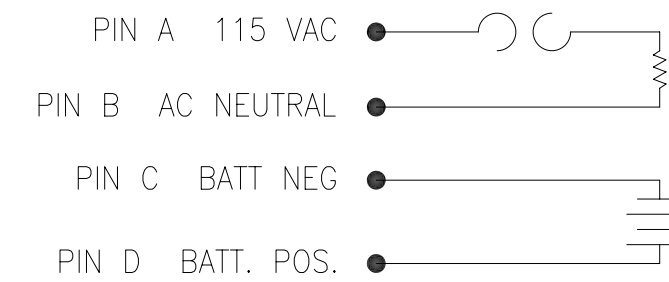 PIN A 115 VAC
PIN B AC NEUTRAL
PIN C BATT NEG
PIN D BATT. POS.